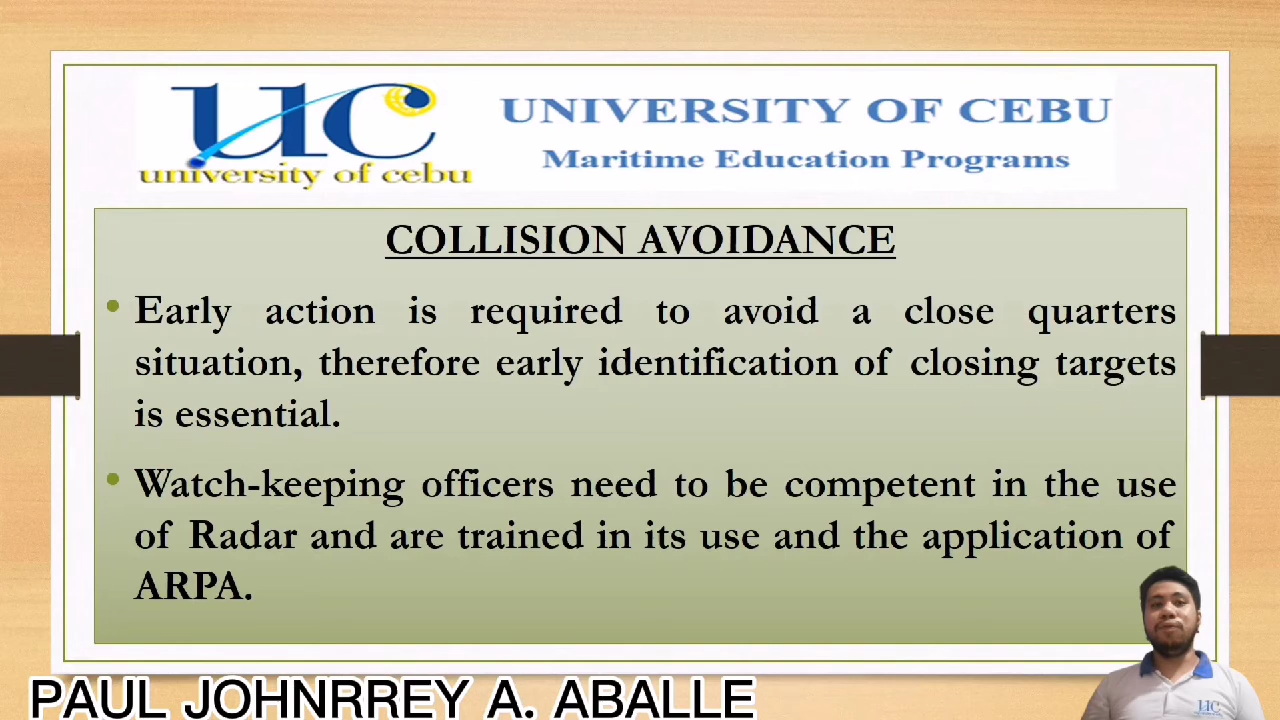 UC
university of cebu
UNIVERSITY OF CEBU
Maritime Education Programs
COLLISION AVOIDANCE
• Early action is required to avoid a close quarters
situation, therefore early identification of closing targets
is essential.
• Watch-keeping officers need to be competent in the use
of Radar and are trained in its use and the application of
ARPA.
UC
PAUL JOHNRREY A. ABALLE